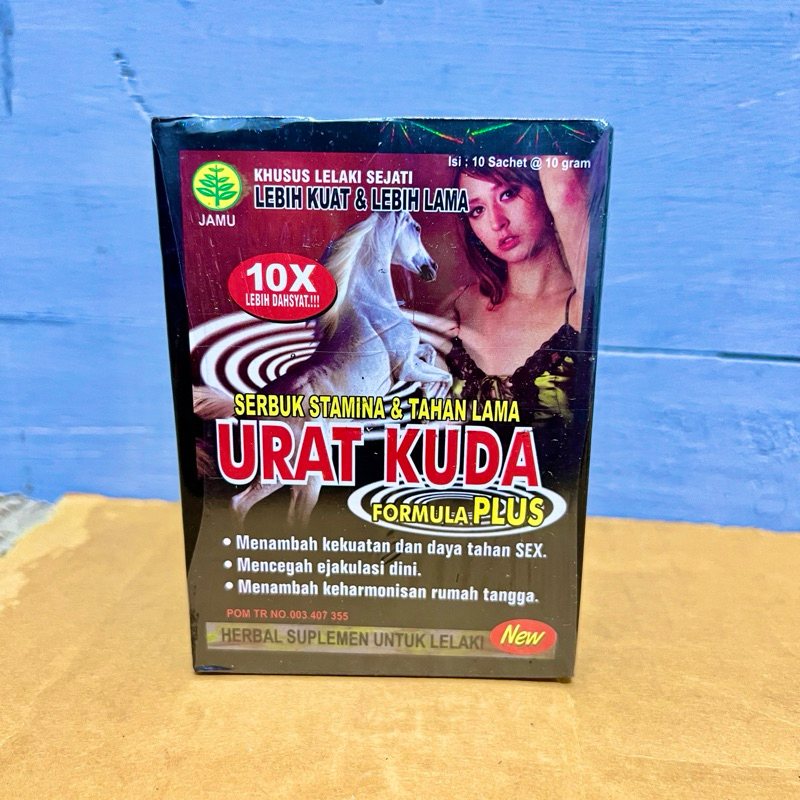 Isi : 10 Sachet @ 10 gram
KHUSUS LELAKI SEJATI
LEBIH KUAT & LEBIH LAMA
JAMU
10X
LEBIH DAHSYAT.!!!
SERBUK STAMINA & TAHAN LAMA
URAT KUDA
FORMULA PLUS
• Menambah kekuatan dan daya tahan SEX.
• Mencegah ejakulasi dini.
• Menambah keharmonisan rumah tangga.
POM TR NO.003 407 355
HERBAL SUPLEMEN UNTUK LELAKI
New